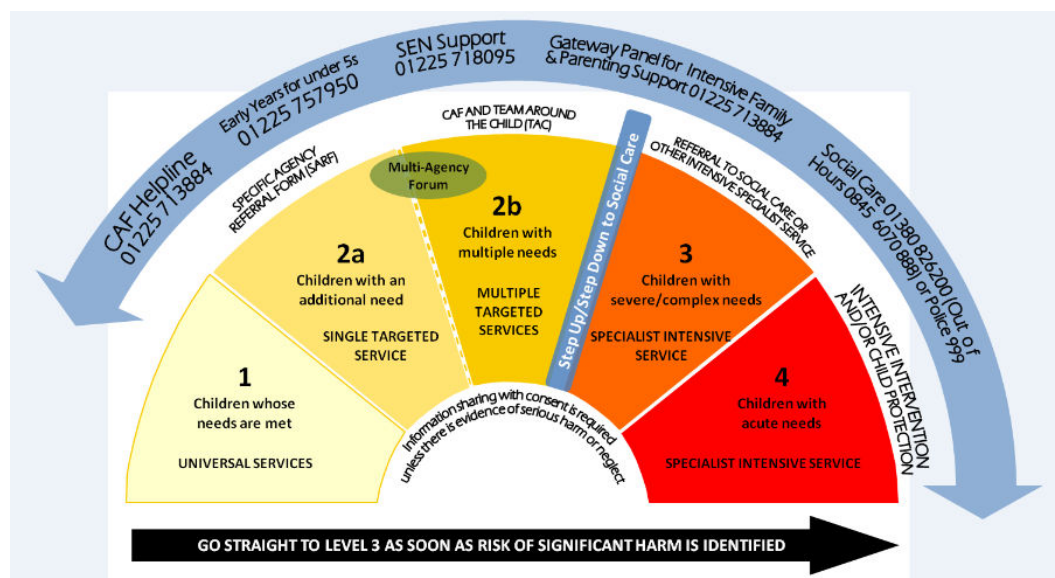 CAF Helpline
01225 713884
Early Years for under 5s
01225 757950
SEN Support
01225 718095
Gateway Panel for Intensive Family
& Parenting Support 01225 713884
Social Care 01380 826200 (Out of
Hours 0845 6070 888) or Police 999
SPECIFIC AGENCY
REFERRAL FORM (SARF)
CAF AND TEAM AROUND
THE CHILD (TAC)
REFERRAL TO SOCIAL CARE OR
OTHER INTENSIVE SPECIALIST SERVICE
INTENSIVE INTERVENTION
AND/OR CHILD PROTECTION
Multi-Agency
Forum
Step Up/Step Down to Social Care
1
Children whose
needs are met
UNIVERSAL SERVICES
2a
Children with an
additional need
SINGLE TARGETED
SERVICE
2b
Children with
multiple needs
MULTIPLE
TARGETED
SERVICES
3
Children with
severe/complex needs
SPECIALIST INTENSIVE
SERVICE
4
Children with
acute needs
SPECIALIST INTENSIVE SERVICE
Information sharing with consent is required
unless there is evidence of serious harm or neglect
GO STRAIGHT TO LEVEL 3 AS SOON AS RISK OF SIGNIFICANT HARM IS IDENTIFIED